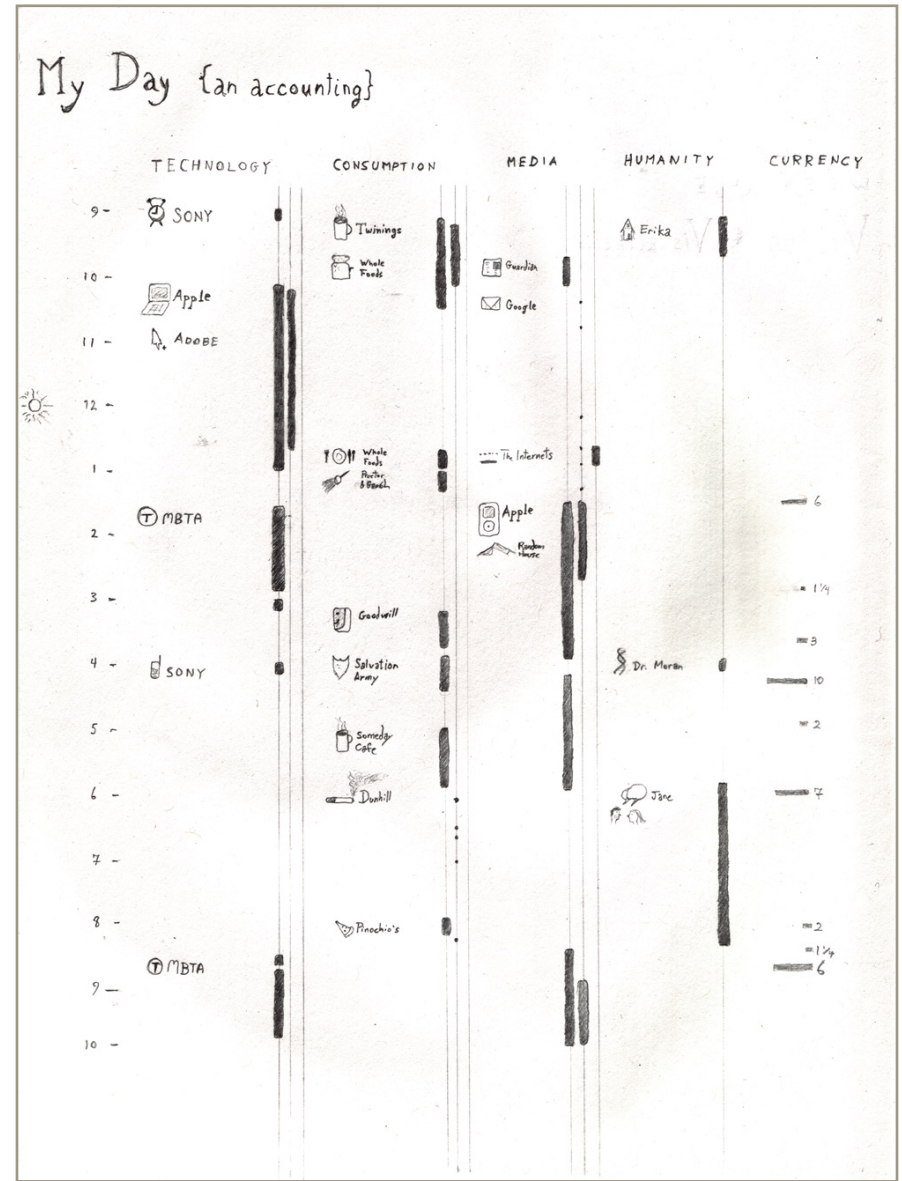 My Day {an accounting}
TECHNOLOGY CONSUMPTION MEDIA HUMANITY CURRENCY
9 - SONY
Twinings
Erika
Whole
Foods
Guardian
10 -
Apple
Google
11 - ADOBE
12 -
Whole
Foods
The Internets
1 -
& Beach
6
T MBTA
Apple
2 -
Random
House
1 1/4
3 -
Goodwill
3
4 -
SONY
Salvation
Army
Dr. Moran
10
5 -
2
Someday
Cafe
6 -
Dunhill
Jane
7
7 -
8 -
Pinochio's
2
1 1/4
T MBTA
6
9 -
10 -